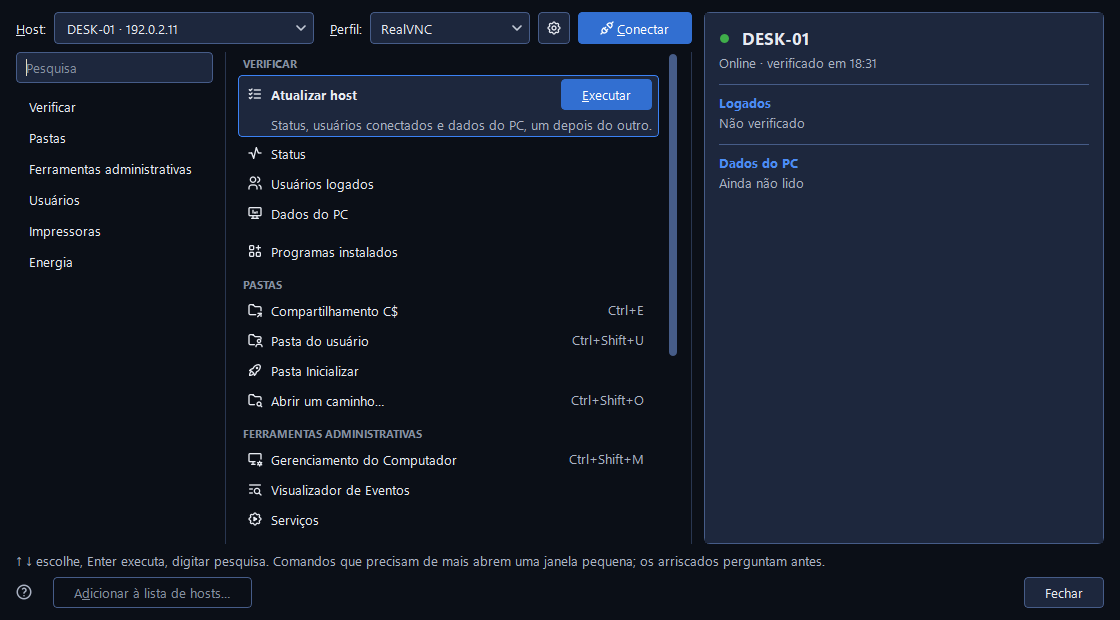 Host: DESK-01 · 192.0.2.11 Perfil: RealVNC Conectar
Pesquisa
Verificar
Pastas
Ferramentas administrativas
Usuários
Impressoras
Energia
VERIFICAR
Atualizar host Executar
Status, usuários conectados e dados do PC, um depois do outro.
Status
Usuários logados
Dados do PC
Programas instalados
PASTAS
Compartilhamento C$ Ctrl+E
Pasta do usuário Ctrl+Shift+U
Pasta Inicializar
Abrir um caminho... Ctrl+Shift+O
FERRAMENTAS ADMINISTRATIVAS
Gerenciamento do Computador Ctrl+Shift+M
Visualizador de Eventos
Serviços
DESK-01
Online · verificado em 18:31
Logados
Não verificado
Dados do PC
Ainda não lido
↑↓ escolhe, Enter executa, digitar pesquisa. Comandos que precisam de mais abrem uma janela pequena; os arriscados perguntam antes.
? Adicionar à lista de hosts... Fechar